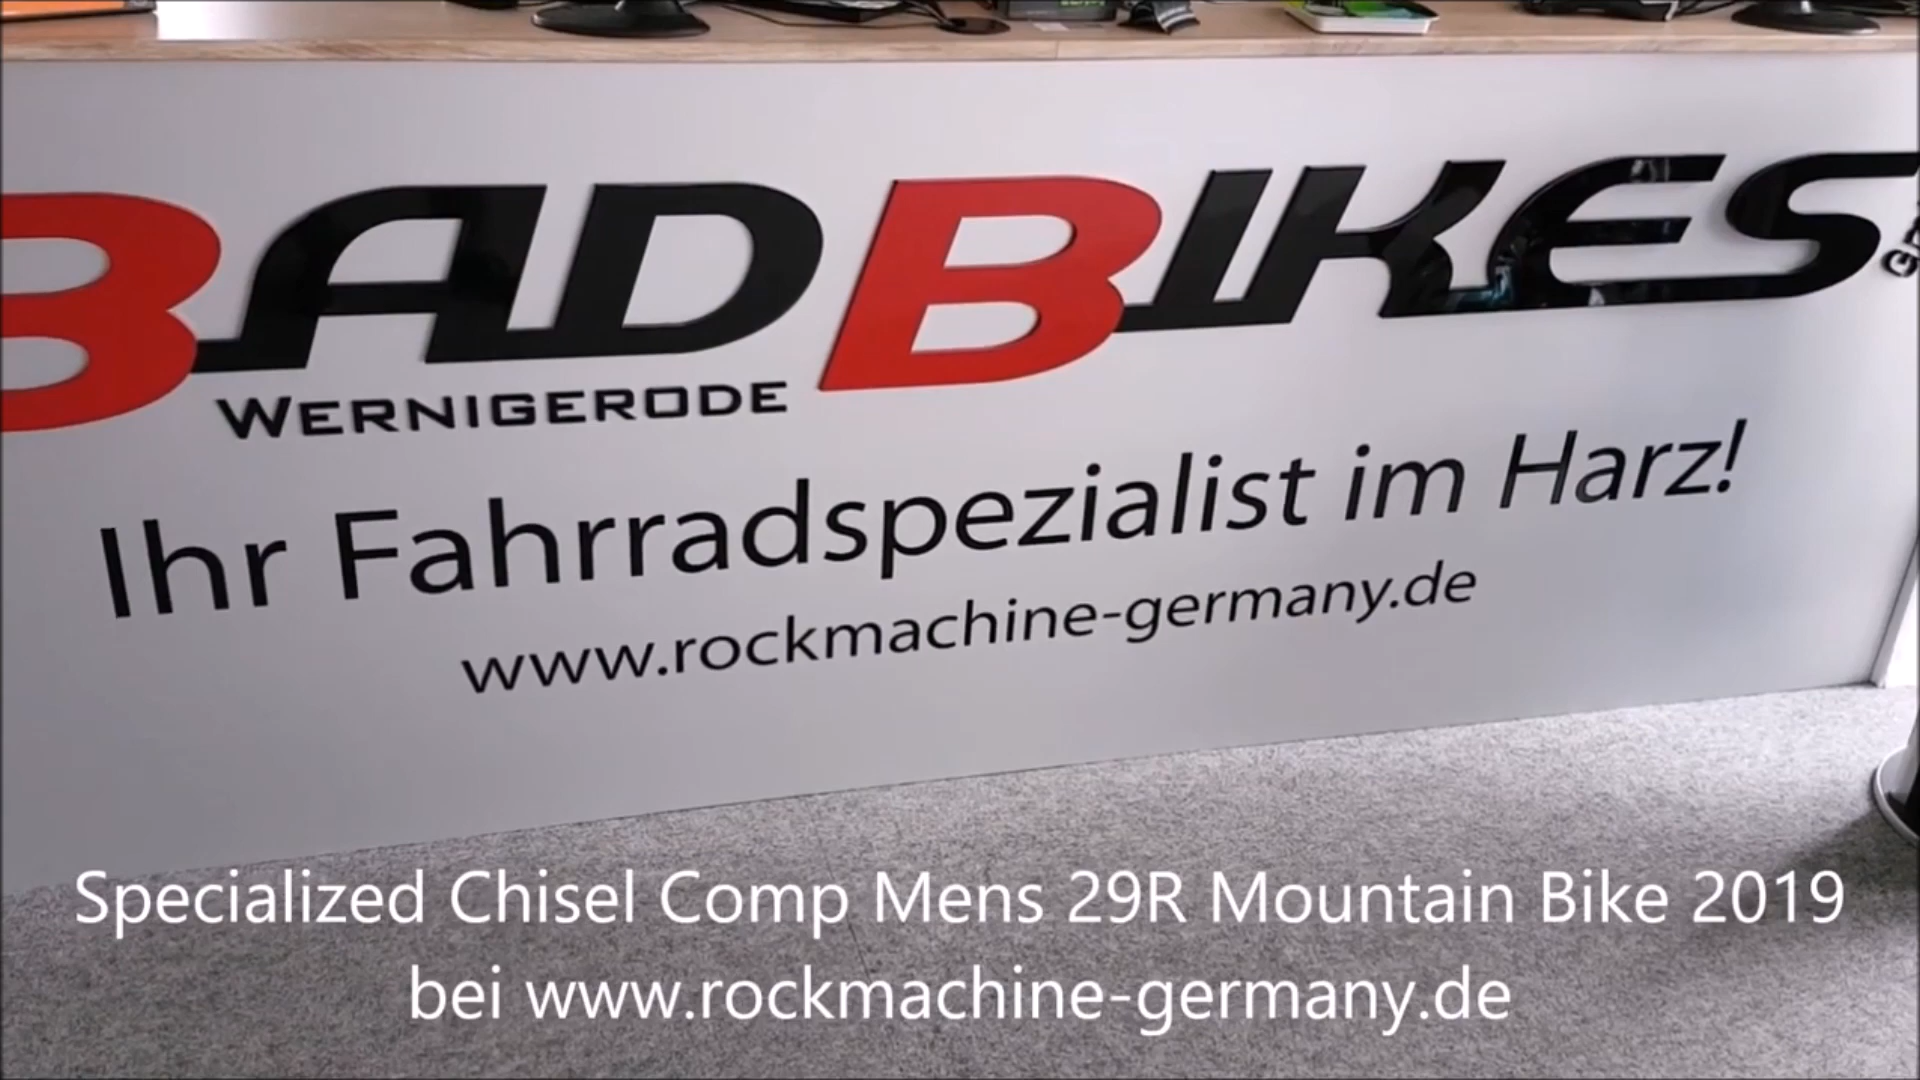 BADBIKES
WERNIGERODE
Ihr Fahrradspezialist im Harz!
www.rockmachine-germany.de
Specialized Chisel Comp Mens 29R Mountain Bike 2019
bei www.rockmachine-germany.de